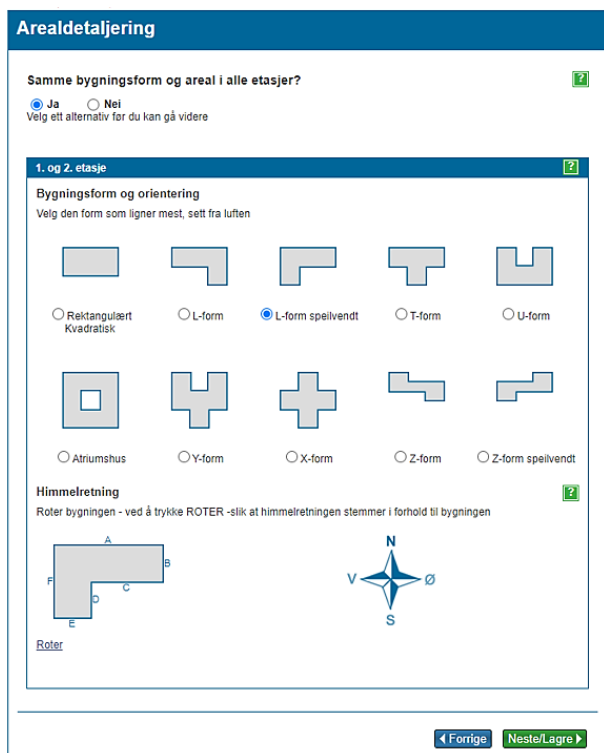 Arealdetaljering
Samme bygningsform og areal i alle etasjer?
?
Ja Nei
Velg ett alternativ før du kan gå videre
1. og 2. etasje
?
Bygningsform og orientering
Velg den form som ligner mest, sett fra luften
Rektangulært L-form L-form speilvendt T-form U-form
Kvadratisk
Atriumshus Y-form X-form Z-form Z-form speilvendt
Himmelretning
?
Roter bygningen - ved å trykke ROTER -slik at himmelretningen stemmer i forhold til bygningen
A
B
C
D
E
F
N
V Ø
S
Roter
Forrige Neste/Lagre